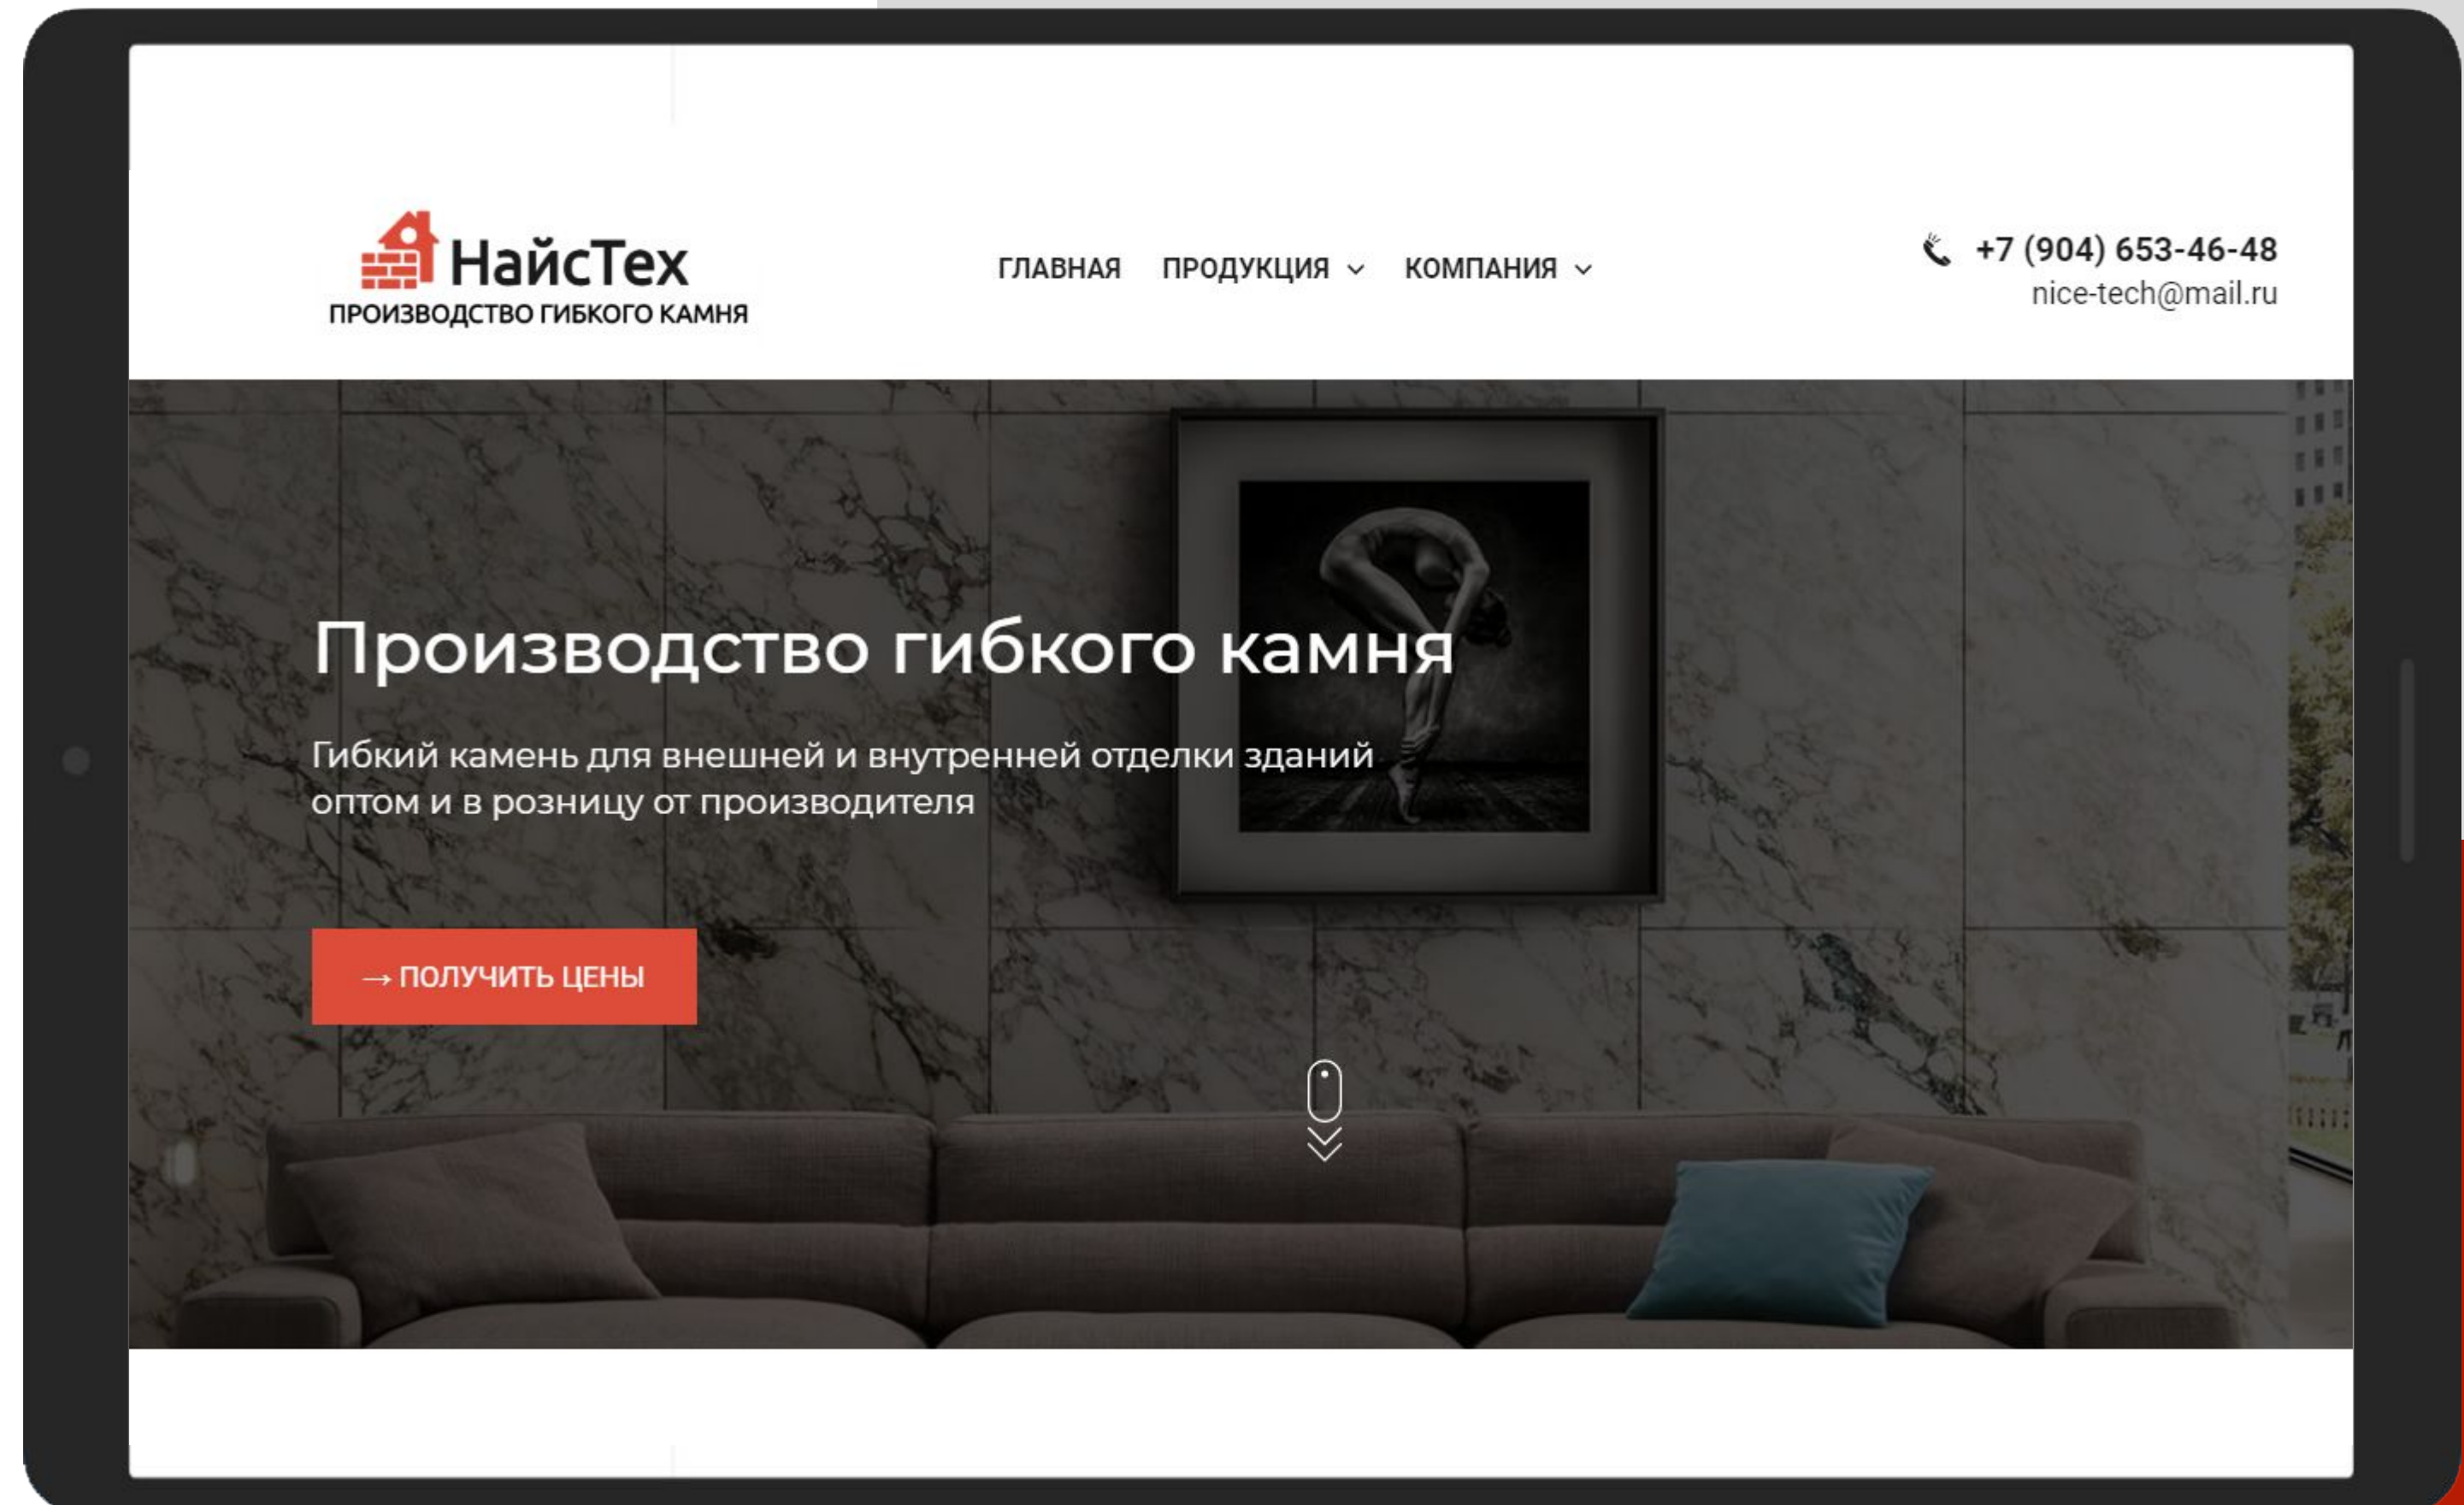 НайсТех
ПРОИЗВОДСТВО ГИБКОГО КАМНЯ
ГЛАВНАЯ ПРОДУКЦИЯ КОМПАНИЯ
+7 (904) 653-46-48
nice-tech@mail.ru
Производство гибкого камня
Гибкий камень для внешней и внутренней отделки зданий
оптом и в розницу от производителя
→ ПОЛУЧИТЬ ЦЕНЫ